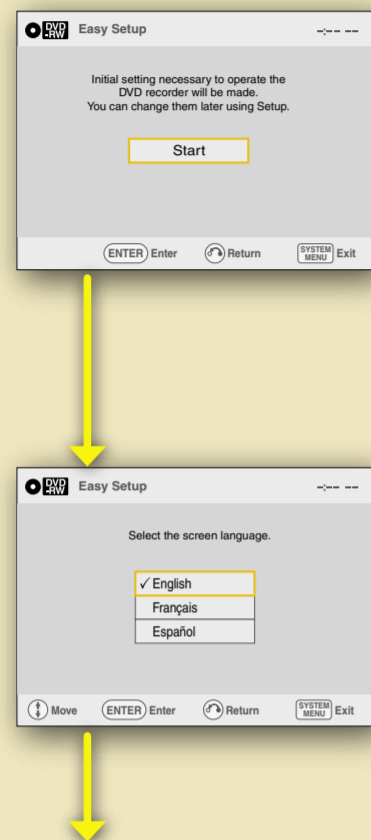 DVD
-RW Easy Setup -:-- --
Initial setting necessary to operate the
DVD recorder will be made.
You can change them later using Setup.
Start
ENTER Enter Return SYSTEM MENU Exit
DVD
-RW Easy Setup -:-- --
Select the screen language.
✓ English
Français
Español
Move ENTER Enter Return SYSTEM MENU Exit